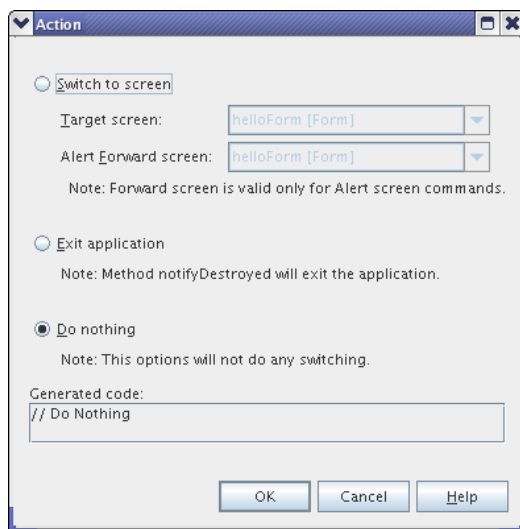 Action
Switch to screen
Target screen: helloForm [Form]
Alert Forward screen: helloForm [Form]
Note: Forward screen is valid only for Alert screen commands.
Exit application
Note: Method notifyDestroyed will exit the application.
Do nothing
Note: This options will not do any switching.
Generated code:
// Do Nothing
OK Cancel Help